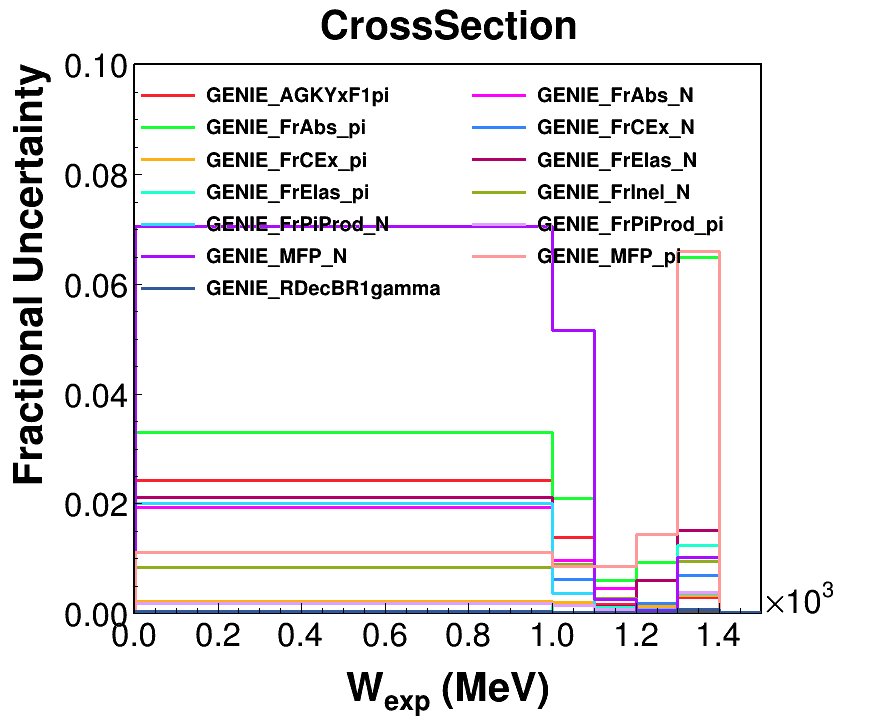 CrossSection
Fractional Uncertainty
0.10
0.08
0.06
0.04
0.02
0.00
GENIE_AGKYxF1pi
GENIE_FrAbs_N
GENIE_FrAbs_pi
GENIE_FrCEx_N
GENIE_FrCEx_pi
GENIE_FrElas_N
GENIE_FrElas_pi
GENIE_FrInel_N
GENIE_FrPiProd_N
GENIE_FrPiProd_pi
GENIE_MFP_N
GENIE_MFP_pi
GENIE_RDecBR1gamma
0.0 0.2 0.4 0.6 0.8 1.0 1.2 1.4
×10³
W_exp (MeV)